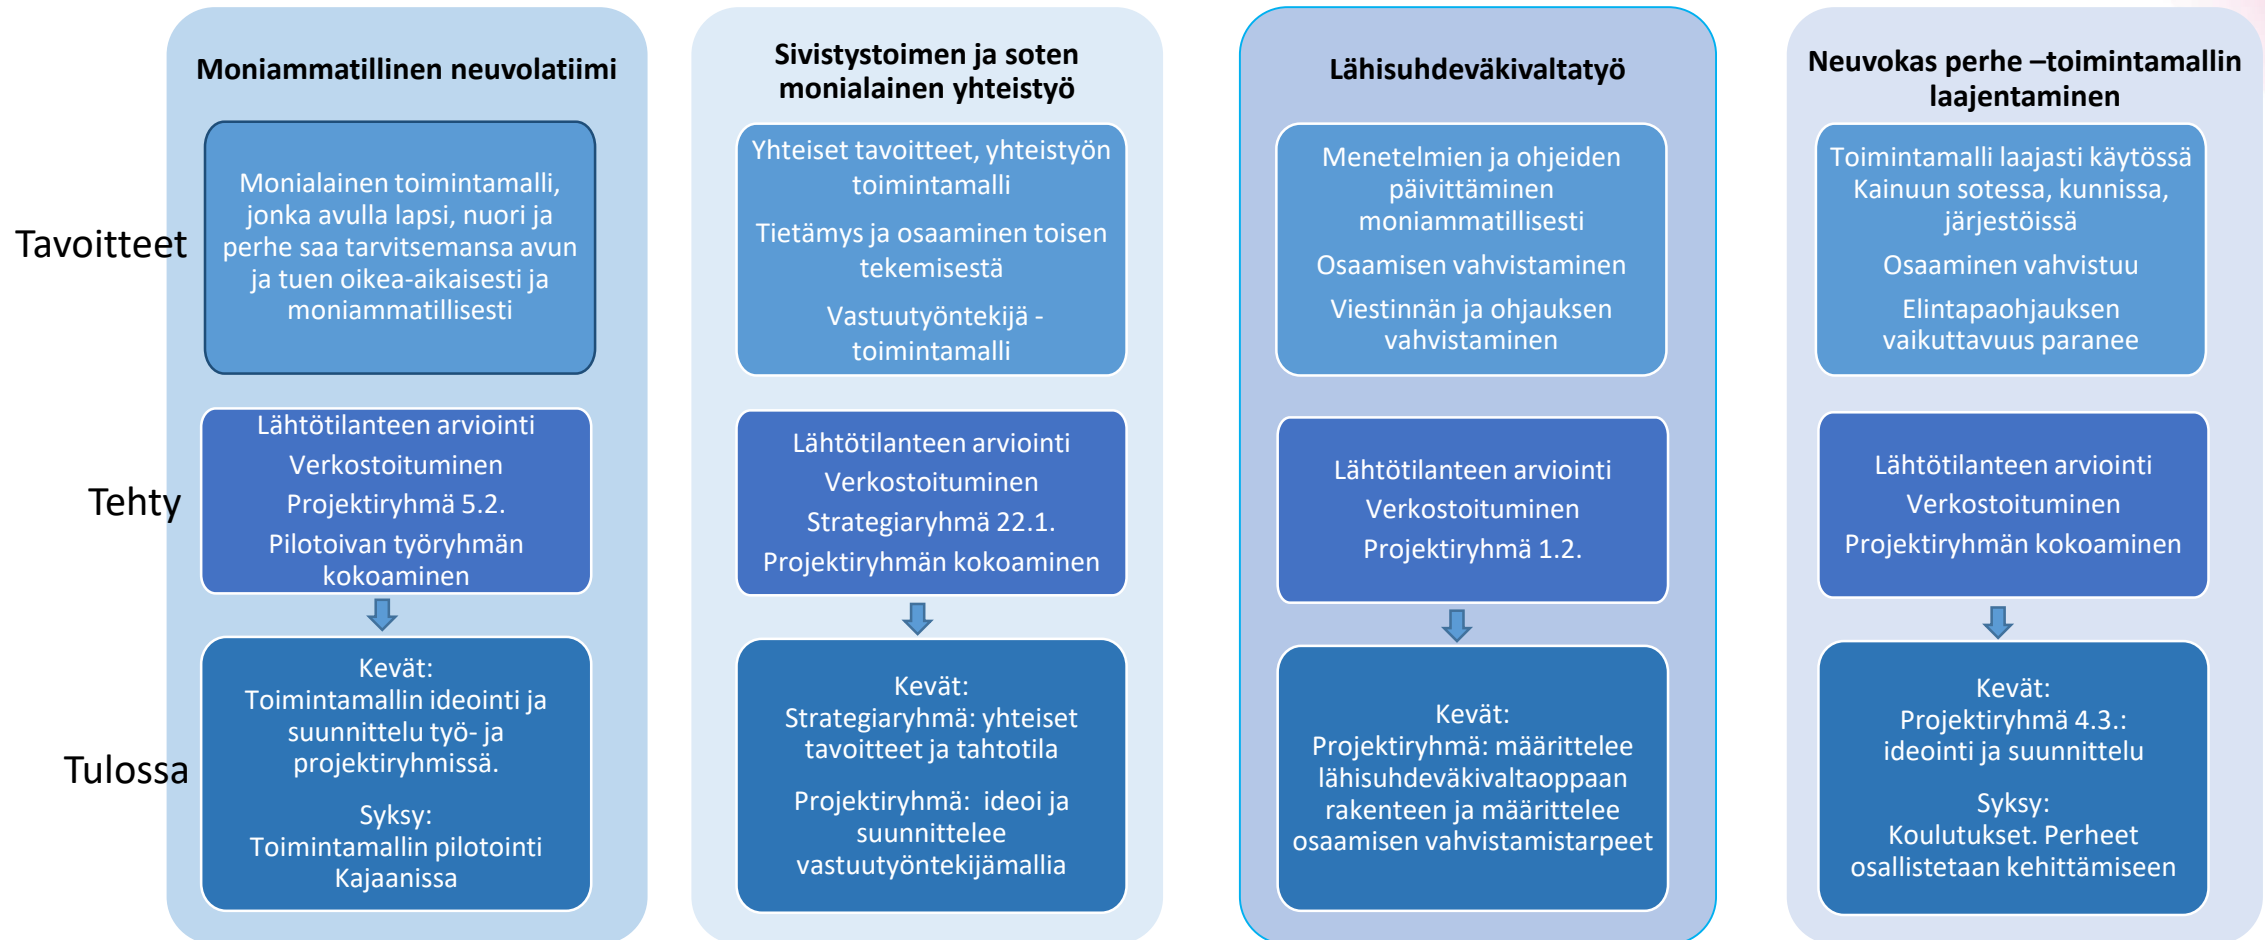 Moniammatillinen neuvolatiimi
Sivistystoimen ja soten
monialainen yhteistyö
Lähisuhdeväkivaltatyö
Neuvokas perhe –toimintamallin
laajentaminen
Tavoitteet
Monialainen toimintamalli,
jonka avulla lapsi, nuori ja
perhe saa tarvitsemansa avun
ja tuen oikea-aikaisesti ja
moniammatillisesti
Yhteiset tavoitteet, yhteistyön
toimintamalli
Tietämys ja osaaminen toisen
tekemisestä
Vastuutyöntekijä -
toimintamalli
Menetelmien ja ohjeiden
päivittäminen
moniammatillisesti
Osaamisen vahvistaminen
Viestinnän ja ohjauksen
vahvistaminen
Toimintamalli laajasti käytössä
Kainuun sotessa, kunnissa,
järjestöissä
Osaaminen vahvistuu
Elintapaohjauksen
vaikuttavuus paranee
Tehty
Lähtötilanteen arviointi
Verkostoituminen
Projektiryhmä 5.2.
Pilotoivan työryhmän
kokoaminen
Lähtötilanteen arviointi
Verkostoituminen
Strategiaryhmä 22.1.
Projektiryhmän kokoaminen
Lähtötilanteen arviointi
Verkostoituminen
Projektiryhmä 1.2.
Lähtötilanteen arviointi
Verkostoituminen
Projektiryhmän kokoaminen
Tulossa
Kevät:
Toimintamallin ideointi ja
suunnittelu työ- ja
projektiryhmissä.
Syksy:
Toimintamallin pilotointi
Kajaanissa
Kevät:
Strategiaryhmä: yhteiset
tavoitteet ja tahtotila
Projektiryhmä: ideoi ja
suunnittelee
vastuutyöntekijämallia
Kevät:
Projektiryhmä: määrittelee
lähisuhdeväkivaltaoppaan
rakenteen ja määrittelee
osaamisen vahvistamistarpeet
Kevät:
Projektiryhmä 4.3.:
ideointi ja suunnittelu
Syksy:
Koulutukset. Perheet
osallistetaan kehittämiseen